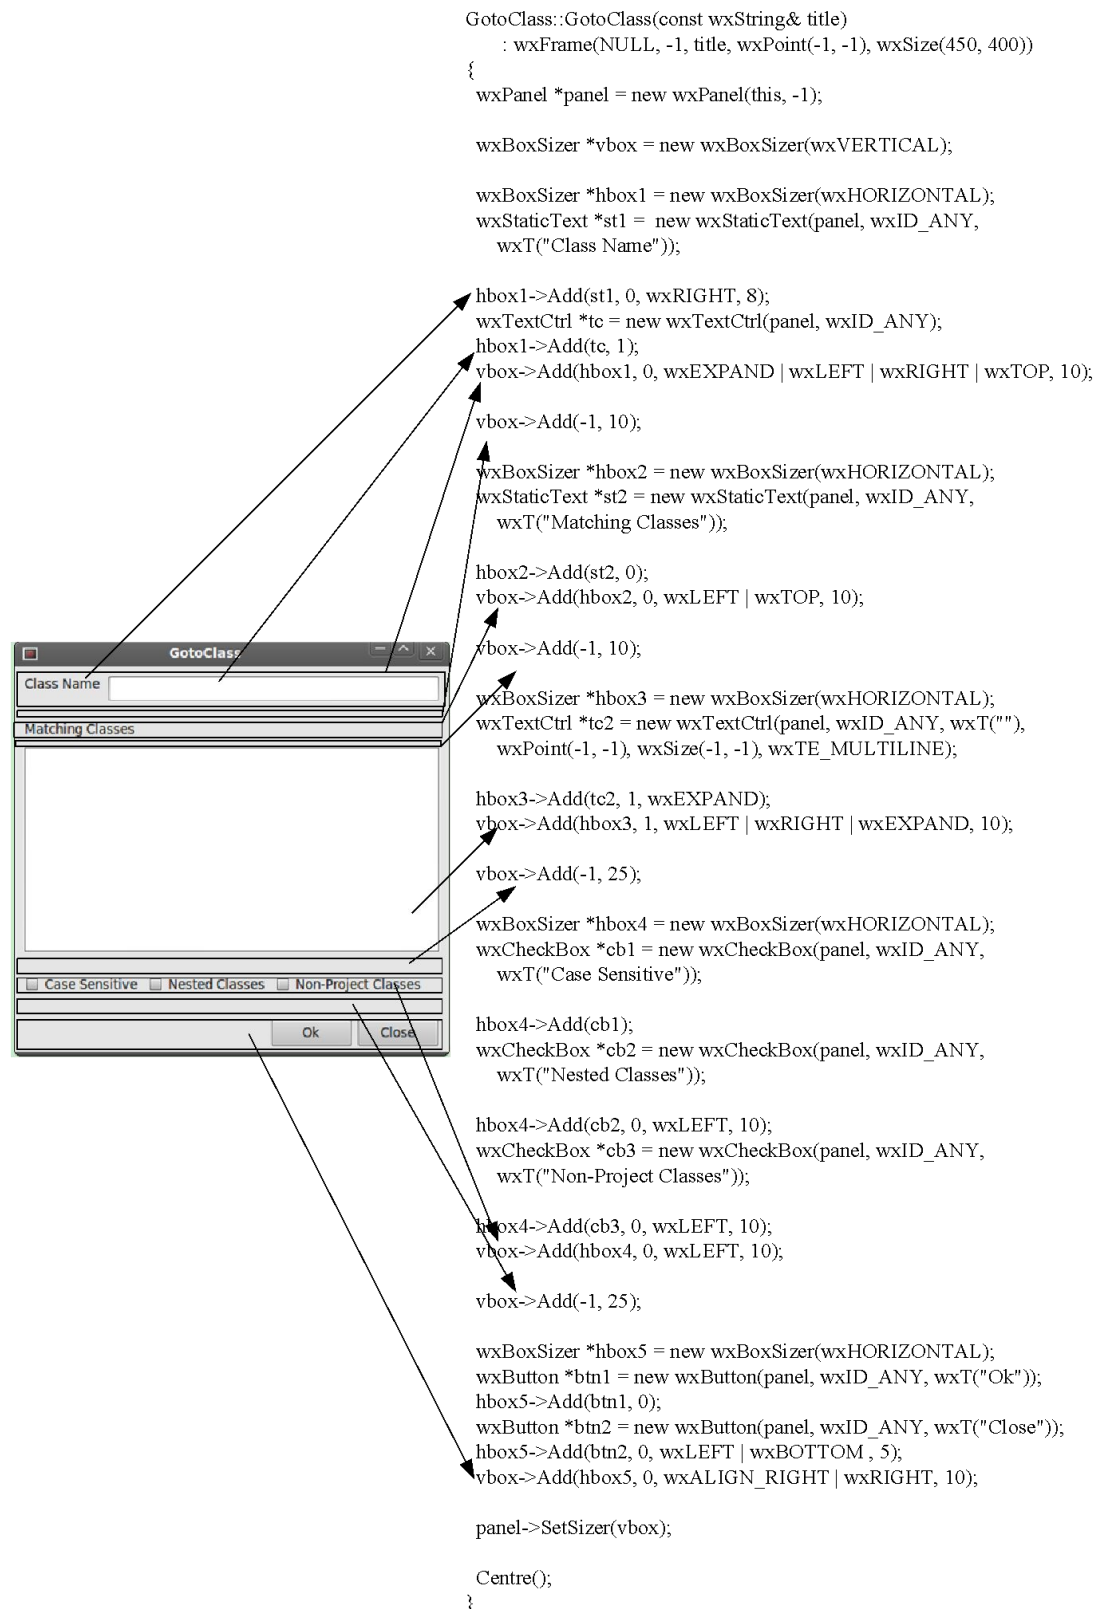 GotoClass::GotoClass(const wxString& title)
: wxFrame(NULL, -1, title, wxPoint(-1, -1), wxSize(450, 400))
{
wxPanel *panel = new wxPanel(this, -1);
wxBoxSizer *vbox = new wxBoxSizer(wxVERTICAL);
wxBoxSizer *hbox1 = new wxBoxSizer(wxHORIZONTAL);
wxStaticText *st1 =  new wxStaticText(panel, wxID_ANY,
wxT("Class Name"));
hbox1->Add(st1, 0, wxRIGHT, 8);
wxTextCtrl *tc = new wxTextCtrl(panel, wxID_ANY);
hbox1->Add(tc, 1);
vbox->Add(hbox1, 0, wxEXPAND | wxLEFT | wxRIGHT | wxTOP, 10);
vbox->Add(-1, 10);
wxBoxSizer *hbox2 = new wxBoxSizer(wxHORIZONTAL);
wxStaticText *st2 = new wxStaticText(panel, wxID_ANY,
wxT("Matching Classes"));
hbox2->Add(st2, 0);
vbox->Add(hbox2, 0, wxLEFT | wxTOP, 10);
vbox->Add(-1, 10);
wxBoxSizer *hbox3 = new wxBoxSizer(wxHORIZONTAL);
wxTextCtrl *tc2 = new wxTextCtrl(panel, wxID_ANY, wxT(""),
wxPoint(-1, -1), wxSize(-1, -1), wxTE_MULTILINE);
hbox3->Add(tc2, 1, wxEXPAND);
vbox->Add(hbox3, 1, wxLEFT | wxRIGHT | wxEXPAND, 10);
vbox->Add(-1, 25);
wxBoxSizer *hbox4 = new wxBoxSizer(wxHORIZONTAL);
wxCheckBox *cb1 = new wxCheckBox(panel, wxID_ANY,
wxT("Case Sensitive"));
hbox4->Add(cb1);
wxCheckBox *cb2 = new wxCheckBox(panel, wxID_ANY,
wxT("Nested Classes"));
hbox4->Add(cb2, 0, wxLEFT, 10);
wxCheckBox *cb3 = new wxCheckBox(panel, wxID_ANY,
wxT("Non-Project Classes"));
hbox4->Add(cb3, 0, wxLEFT, 10);
vbox->Add(hbox4, 0, wxLEFT, 10);
vbox->Add(-1, 25);
wxBoxSizer *hbox5 = new wxBoxSizer(wxHORIZONTAL);
wxButton *btn1 = new wxButton(panel, wxID_ANY, wxT("Ok"));
hbox5->Add(btn1, 0);
wxButton *btn2 = new wxButton(panel, wxID_ANY, wxT("Close"));
hbox5->Add(btn2, 0, wxLEFT | wxBOTTOM , 5);
vbox->Add(hbox5, 0, wxALIGN_RIGHT | wxRIGHT, 10);
panel->SetSizer(vbox);
Centre();
}
GotoClass
Class Name
Matching Classes
Case Sensitive Nested Classes Non-Project Classes
Ok Close